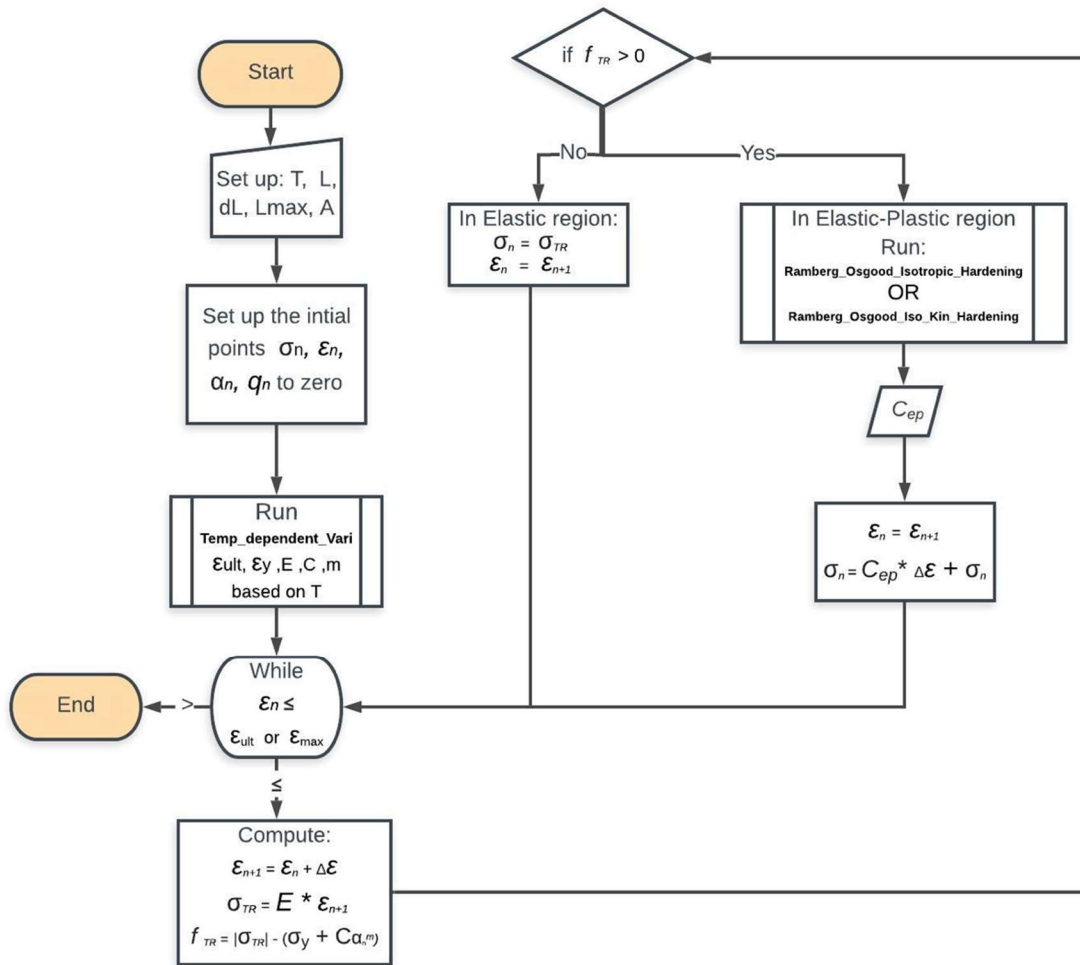 Start
Set up: T, L,
dL, Lmax, A
Set up the intial
points σn, εn,
αn, qn to zero
Run
Temp_dependent_Vari
εult, εy ,E ,C ,m
based on T
While
εn ≤
εult or εmax
>
End
≤
Compute:
εn+1 = εn + Δε
σTR = E * εn+1
f TR = |σTR| - (σy + Cαnm)
if f TR > 0
No
Yes
In Elastic region:
σn = σTR
εn = εn+1
In Elastic-Plastic region
Run:
Ramberg_Osgood_Isotropic_Hardening
OR
Ramberg_Osgood_Iso_Kin_Hardening
Cep
εn = εn+1
σn = Cep* Δε + σn